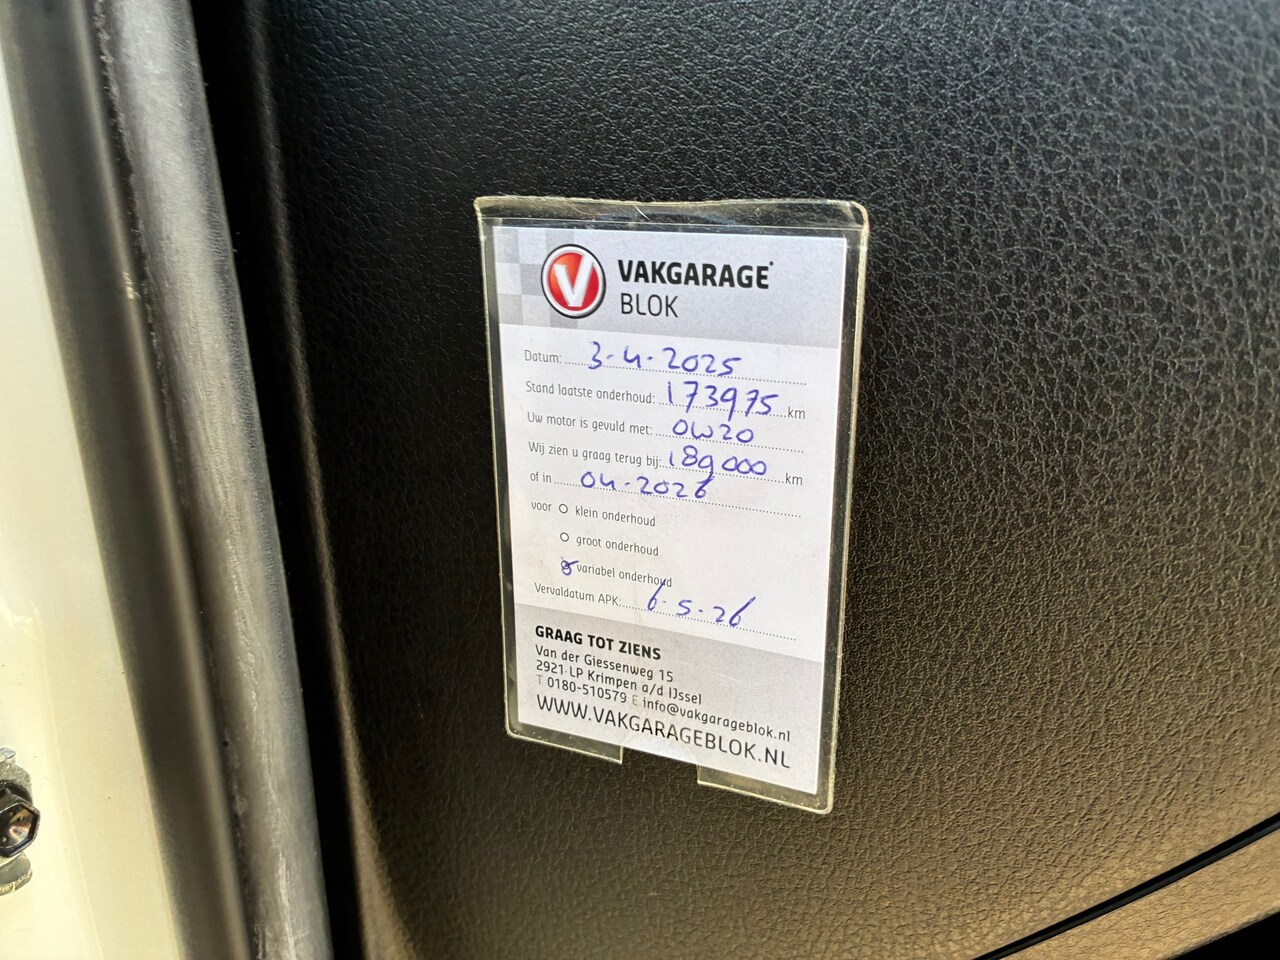 V VAKGARAGE
BLOK
Datum: 3-4-2025
Stand laatste onderhoud: 173975 km
Uw motor is gevuld met: 0W20
Wij zien u graag terug bij: 189000 km
of in 04-2026
voor O klein onderhoud
O groot onderhoud
variabel onderhoud
Vervaldatum APK: 6-5-26
GRAAG TOT ZIENS
Van der Giessenweg 15
2921 LP Krimpen a/d IJssel
T 0180-510579 E info@vakgarageblok.nl
WWW.VAKGARAGEBLOK.NL